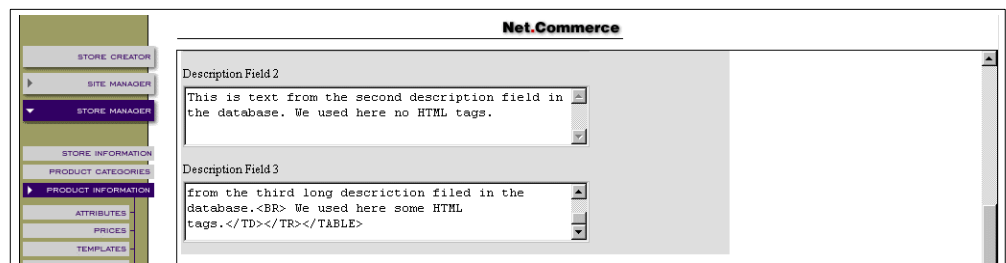 Net.Commerce
STORE CREATOR
SITE MANAGER
STORE MANAGER
STORE INFORMATION
PRODUCT CATEGORIES
PRODUCT INFORMATION
ATTRIBUTES
PRICES
TEMPLATES
Description Field 2
This is text from the second description field in
the database. We used here no HTML tags.
Description Field 3
from the third long descriction filed in the
database.<BR> We used here some HTML
tags.</TD></TR></TABLE>